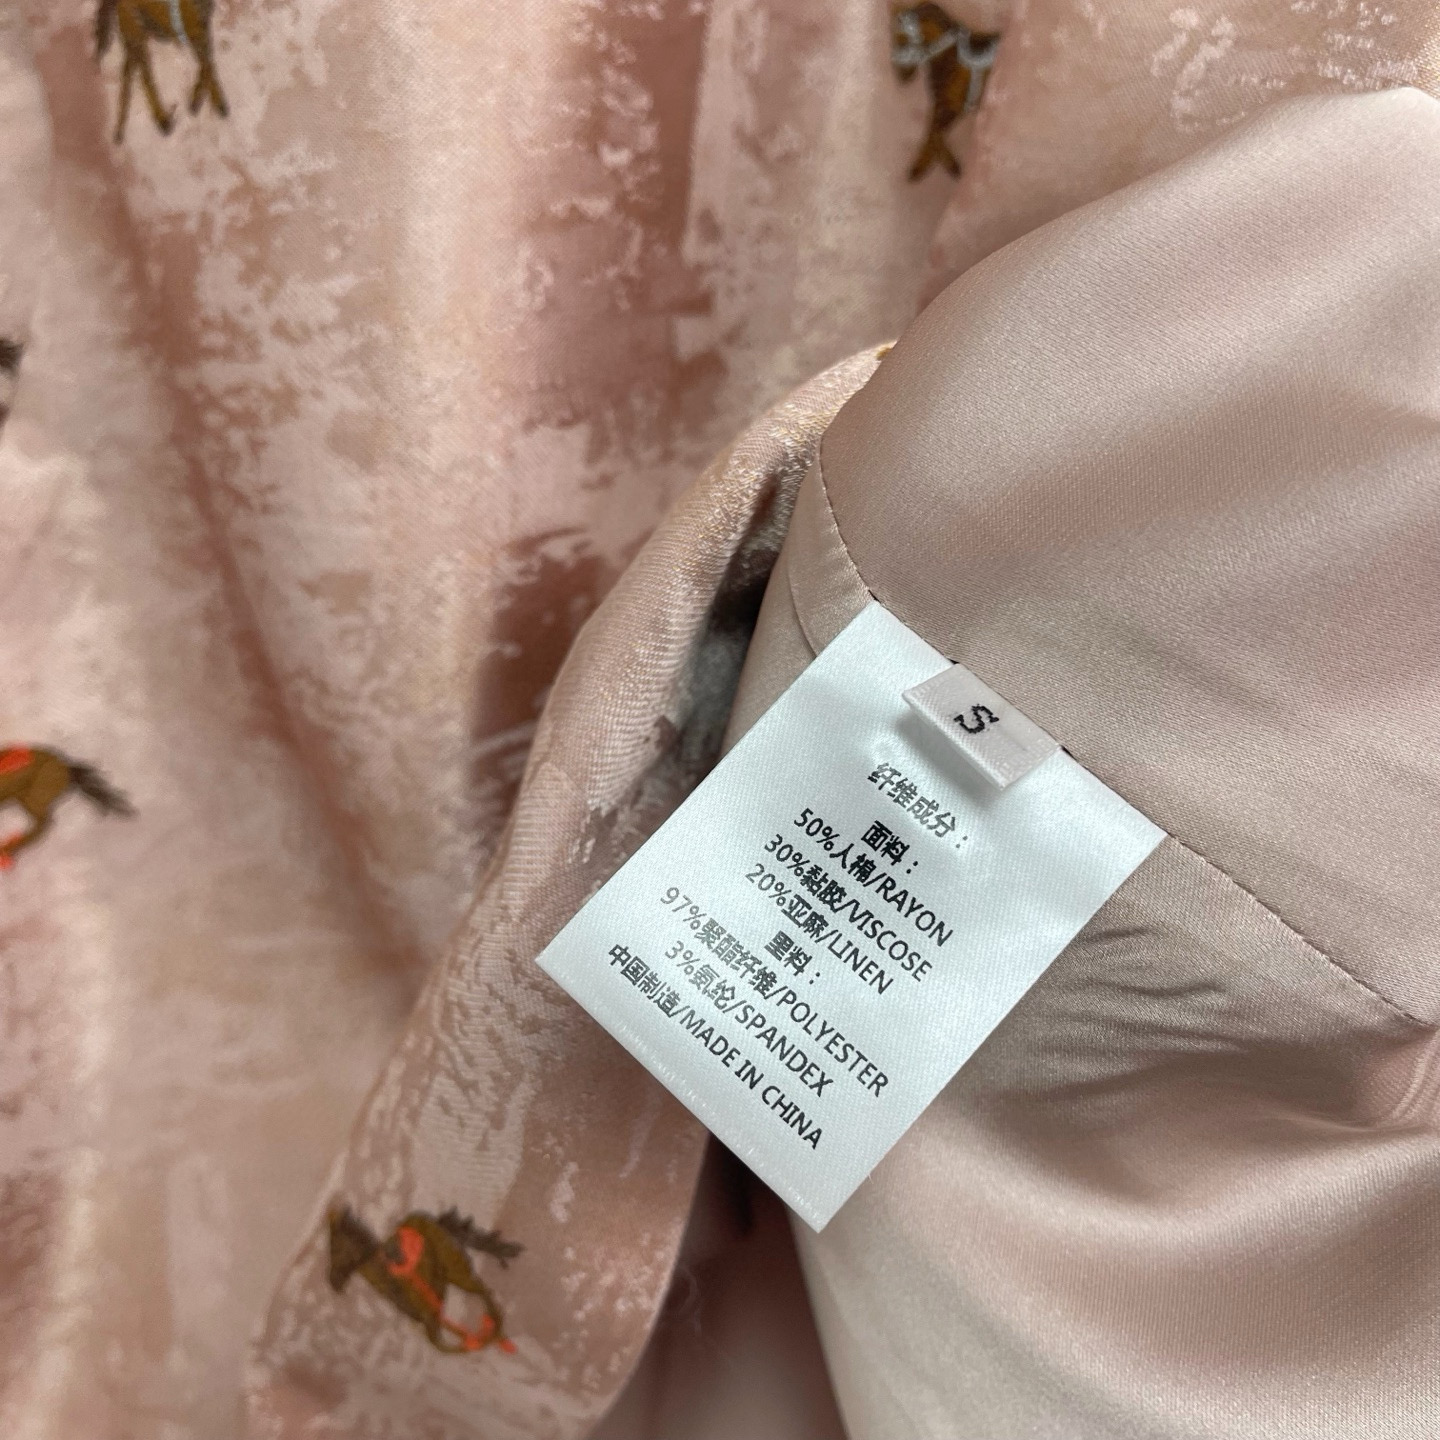 S
纤维成分：
面料：
50%人棉/RAYON
30%黏胶/VISCOSE
20%亚麻/LINEN
里料：
97%聚酯纤维/POLYESTER
3%氨纶/SPANDEX
中国制造/MADE IN CHINA